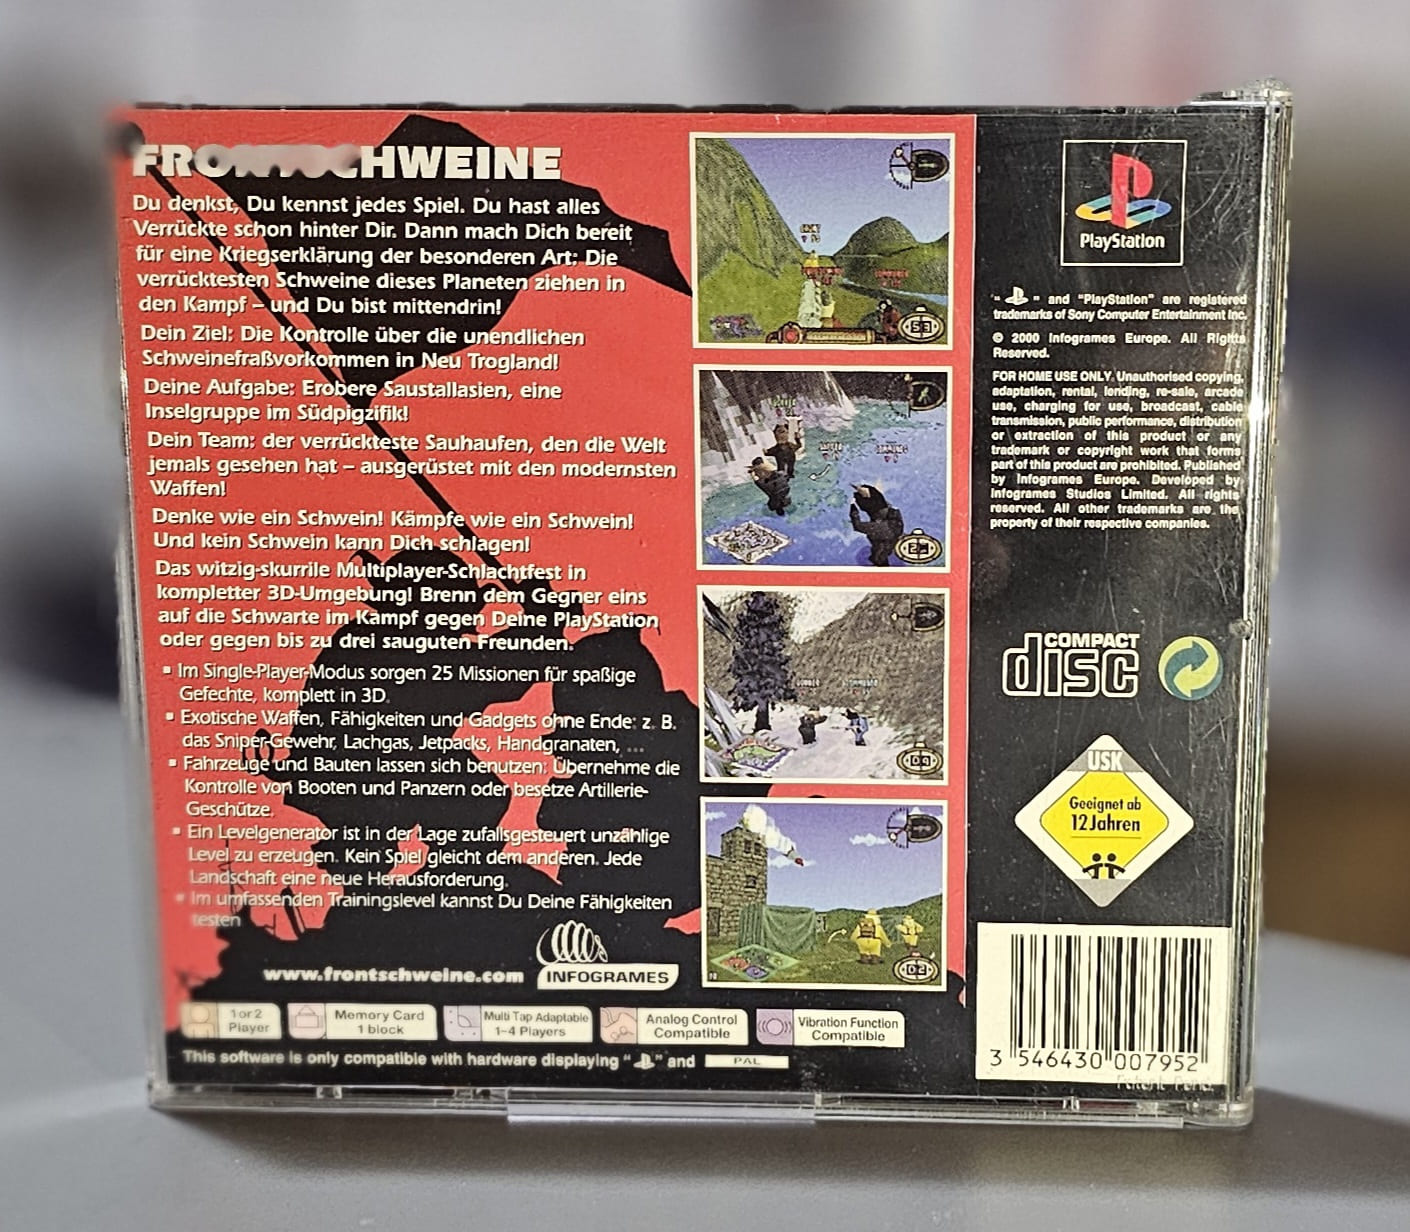 FRONTSCHWEINE
Du denkst, Du kennst jedes Spiel. Du hast alles
Verrückte schon hinter Dir. Dann mach Dich bereit
für eine Kriegserklärung der besonderen Art: Die
verrücktesten Schweine dieses Planeten ziehen in
den Kampf – und Du bist mittendrin!
Dein Ziel: Die Kontrolle über die unendlichen
Schweinefraßvorkommen in Neu Trogland!
Deine Aufgabe: Erobere Saustallasien, eine
Inselgruppe im Südpigzifik!
Dein Team: der verrückteste Sauhaufen, den die Welt
jemals gesehen hat – ausgerüstet mit den modernsten
Waffen!
Denke wie ein Schwein! Kämpfe wie ein Schwein!
Und kein Schwein kann Dich schlagen!
Das witzig-skurrile Multiplayer-Schlachtfest in
kompletter 3D-Umgebung! Brenn dem Gegner eins
auf die Schwarte im Kampf gegen Deine PlayStation
oder gegen bis zu drei sauguten Freunden.
▪ Im Single-Player-Modus sorgen 25 Missionen für spaßige
Gefechte, komplett in 3D.
▪ Exotische Waffen, Fähigkeiten und Gadgets ohne Ende: z. B.
das Sniper-Gewehr, Lachgas, Jetpacks, Handgranaten, ...
▪ Fahrzeuge und Bauten lassen sich benutzen: Übernehme die
Kontrolle von Booten und Panzern oder besetze Artillerie-
Geschütze.
▪ Ein Levelgenerator ist in der Lage zufallsgesteuert unzählige
Level zu erzeugen. Kein Spiel gleicht dem anderen. Jede
Landschaft eine neue Herausforderung.
▪ Im umfassenden Trainingslevel kannst Du Deine Fähigkeiten
testen
www.frontschweine.com
INFOGRAMES
1 or 2
Player
Memory Card
1 block
Multi Tap Adaptable
1-4 Players
Analog Control
Compatible
Vibration Function
Compatible
This software is only compatible with hardware displaying " " and PAL
PlayStation
" " and "PlayStation" are registered
trademarks of Sony Computer Entertainment Inc.
© 2000 Infogrames Europe. All Rights
Reserved.
FOR HOME USE ONLY. Unauthorised copying,
adaptation, rental, lending, re-sale, arcade
use, charging for use, broadcast, cable
transmission, public performance, distribution
or extraction of this product or any
trademark or copyright work that forms
part of this product are prohibited. Published
by Infogrames Europe. Developed by
Infogrames Studios Limited. All rights
reserved. All other trademarks are the
property of their respective companies.
COMPACT
disc
USK
Geeignet ab
12 Jahren
3 546430 007952